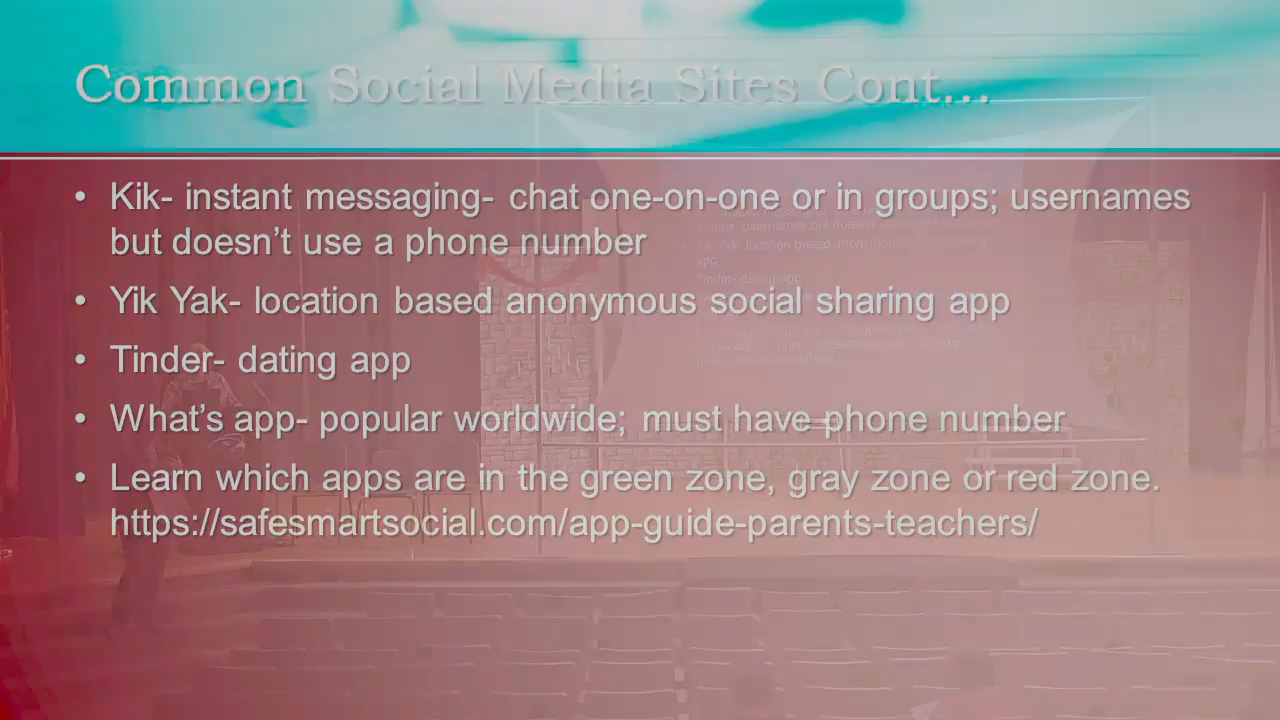 Common Social Media Sites Cont...
• Kik- instant messaging- chat one-on-one or in groups; usernames
but doesn’t use a phone number
• Yik Yak- location based anonymous social sharing app
• Tinder- dating app
• What’s app- popular worldwide; must have phone number
• Learn which apps are in the green zone, gray zone or red zone.
https://safesmartsocial.com/app-guide-parents-teachers/